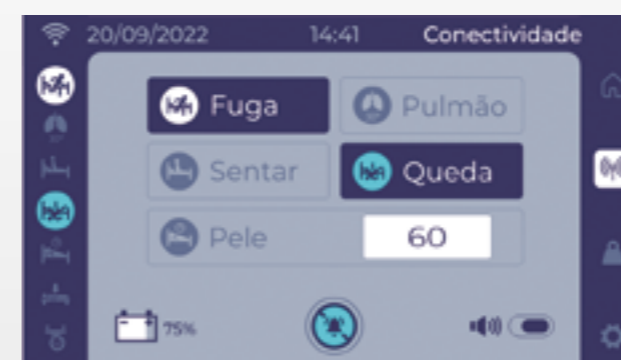 20/09/2022 14:41 Conectividade
Fuga Pulmão
Sentar Queda
Pele 60
75%